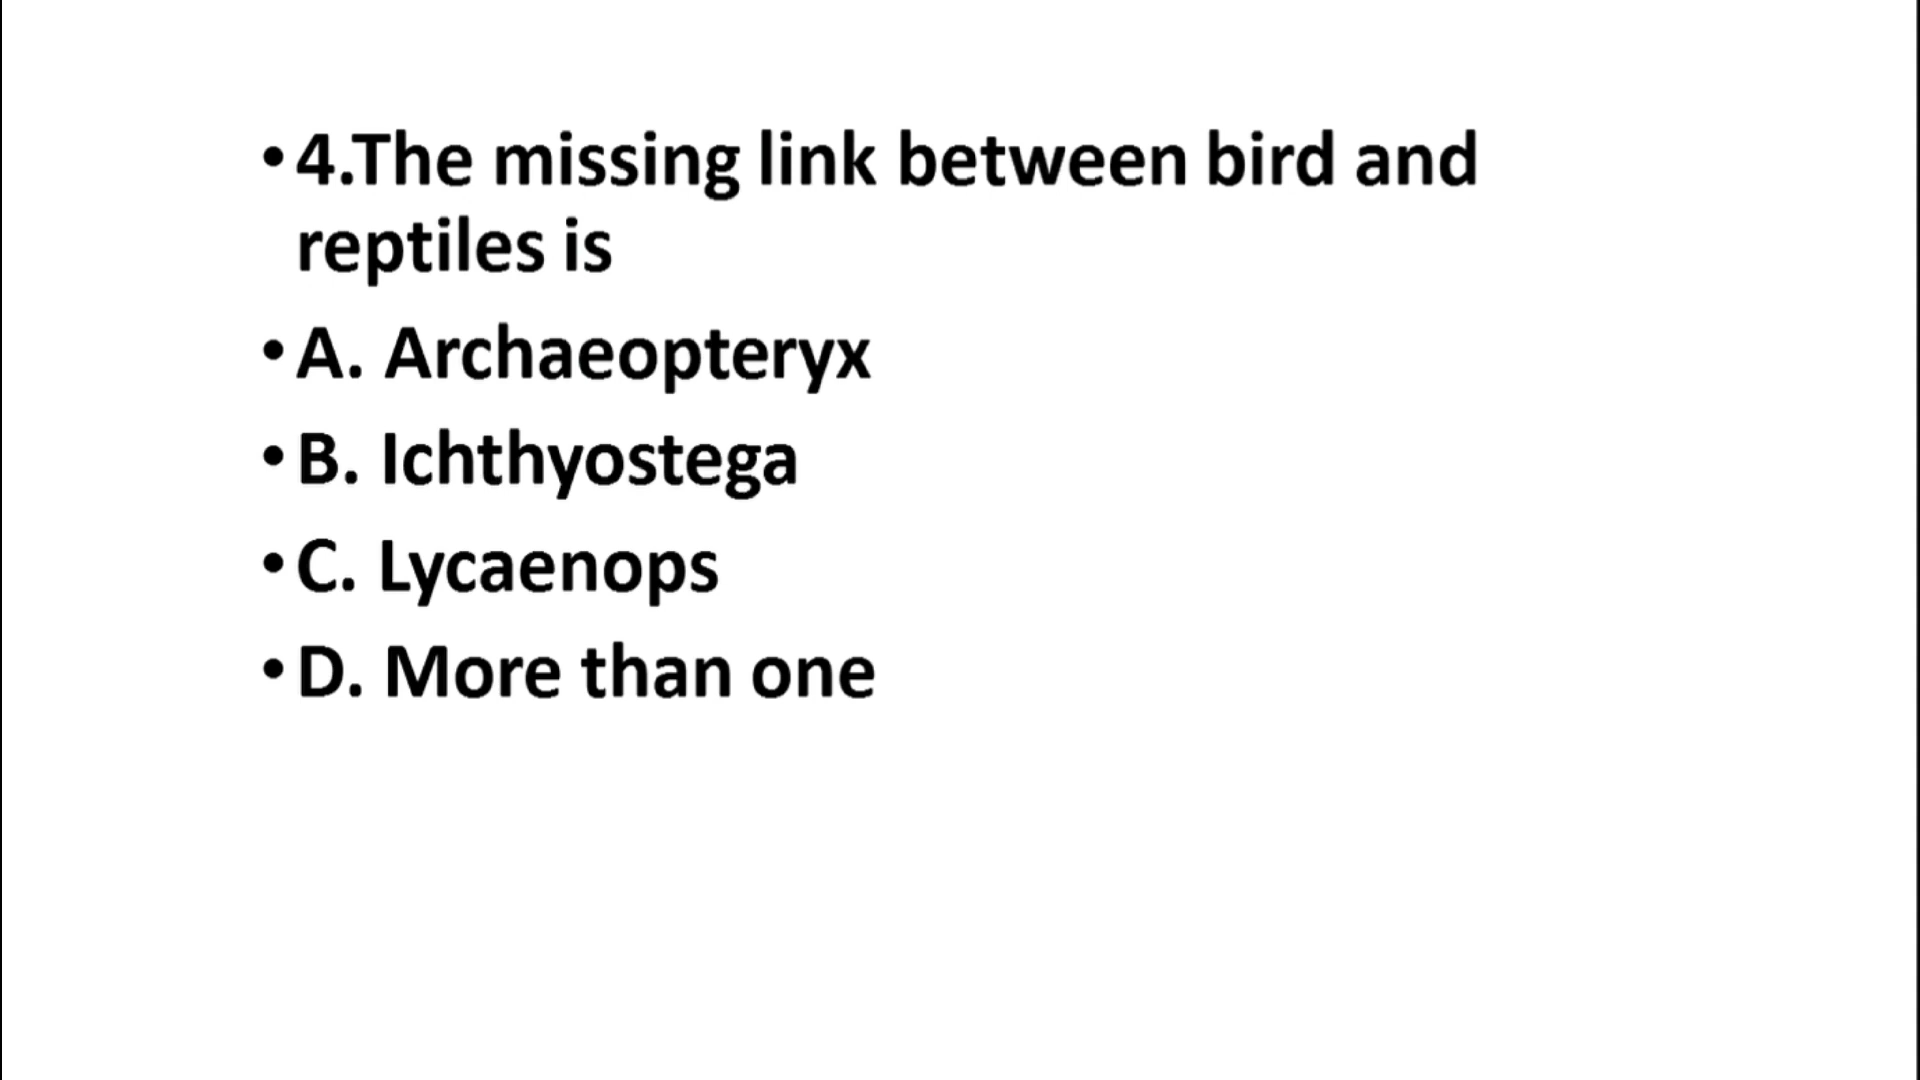 • 4.The missing link between bird and
reptiles is
• A. Archaeopteryx
• B. Ichthyostega
• C. Lycaenops
• D. More than one